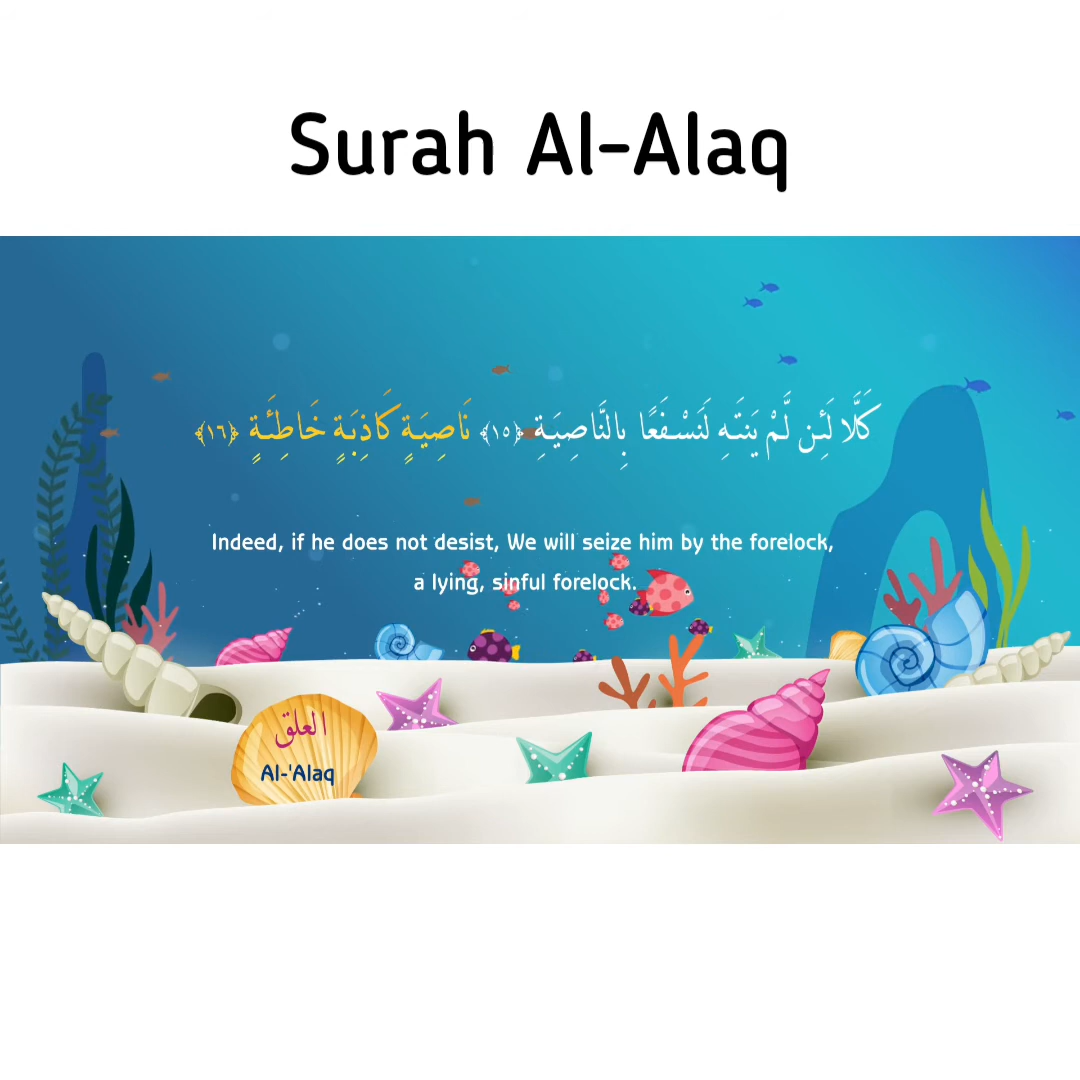 Surah Al-Alaq
كَلَّا لَئِن لَّمْ يَنتَهِ لَنَسْفَعًا بِالنَّاصِيَةِ ﴿١٥﴾ نَاصِيَةٍ كَاذِبَةٍ خَاطِئَةٍ ﴿١٦﴾
Indeed, if he does not desist, We will seize him by the forelock,
a lying, sinful forelock.
العلق
Al-'Alaq